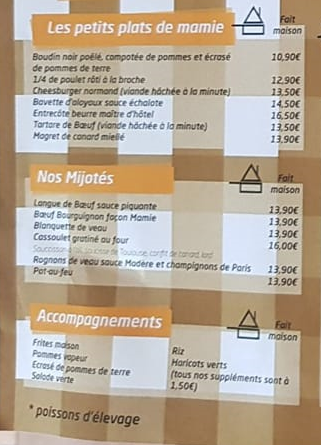 Les petits plats de mamie
Fait
maison
Boudin noir poêlé, compotée de pommes et écrasé 10,90€
de pommes de terre
1/4 de poulet rôti à la broche 12,90€
Cheesburger normand (viande hâchée à la minute) 13,50€
Bavette d'aloyaux sauce échalote 14,50€
Entrecôte beurre maître d'hôtel 16,50€
Tartare de Bœuf (viande hâchée à la minute) 13,50€
Magret de canard miellé 13,90€
Nos Mijotés
Fait
maison
Langue de Bœuf sauce piquante 13,90€
Bœuf Bourguignon façon Mamie 13,90€
Blanquette de veau 13,90€
Cassoulet gratiné au four 16,00€
de Toulouse, confit de canard, lard
Rognons de veau sauce Madère et champignons de Paris 13,90€
Pot-au-feu 13,90€
Accompagnements
Fait
maison
Frites maison
Pommes vapeur
Ecrasé de pommes de terre
Salade verte
Riz
Haricots verts
(tous nos suppléments sont à
1,50€)
* poissons d'élevage